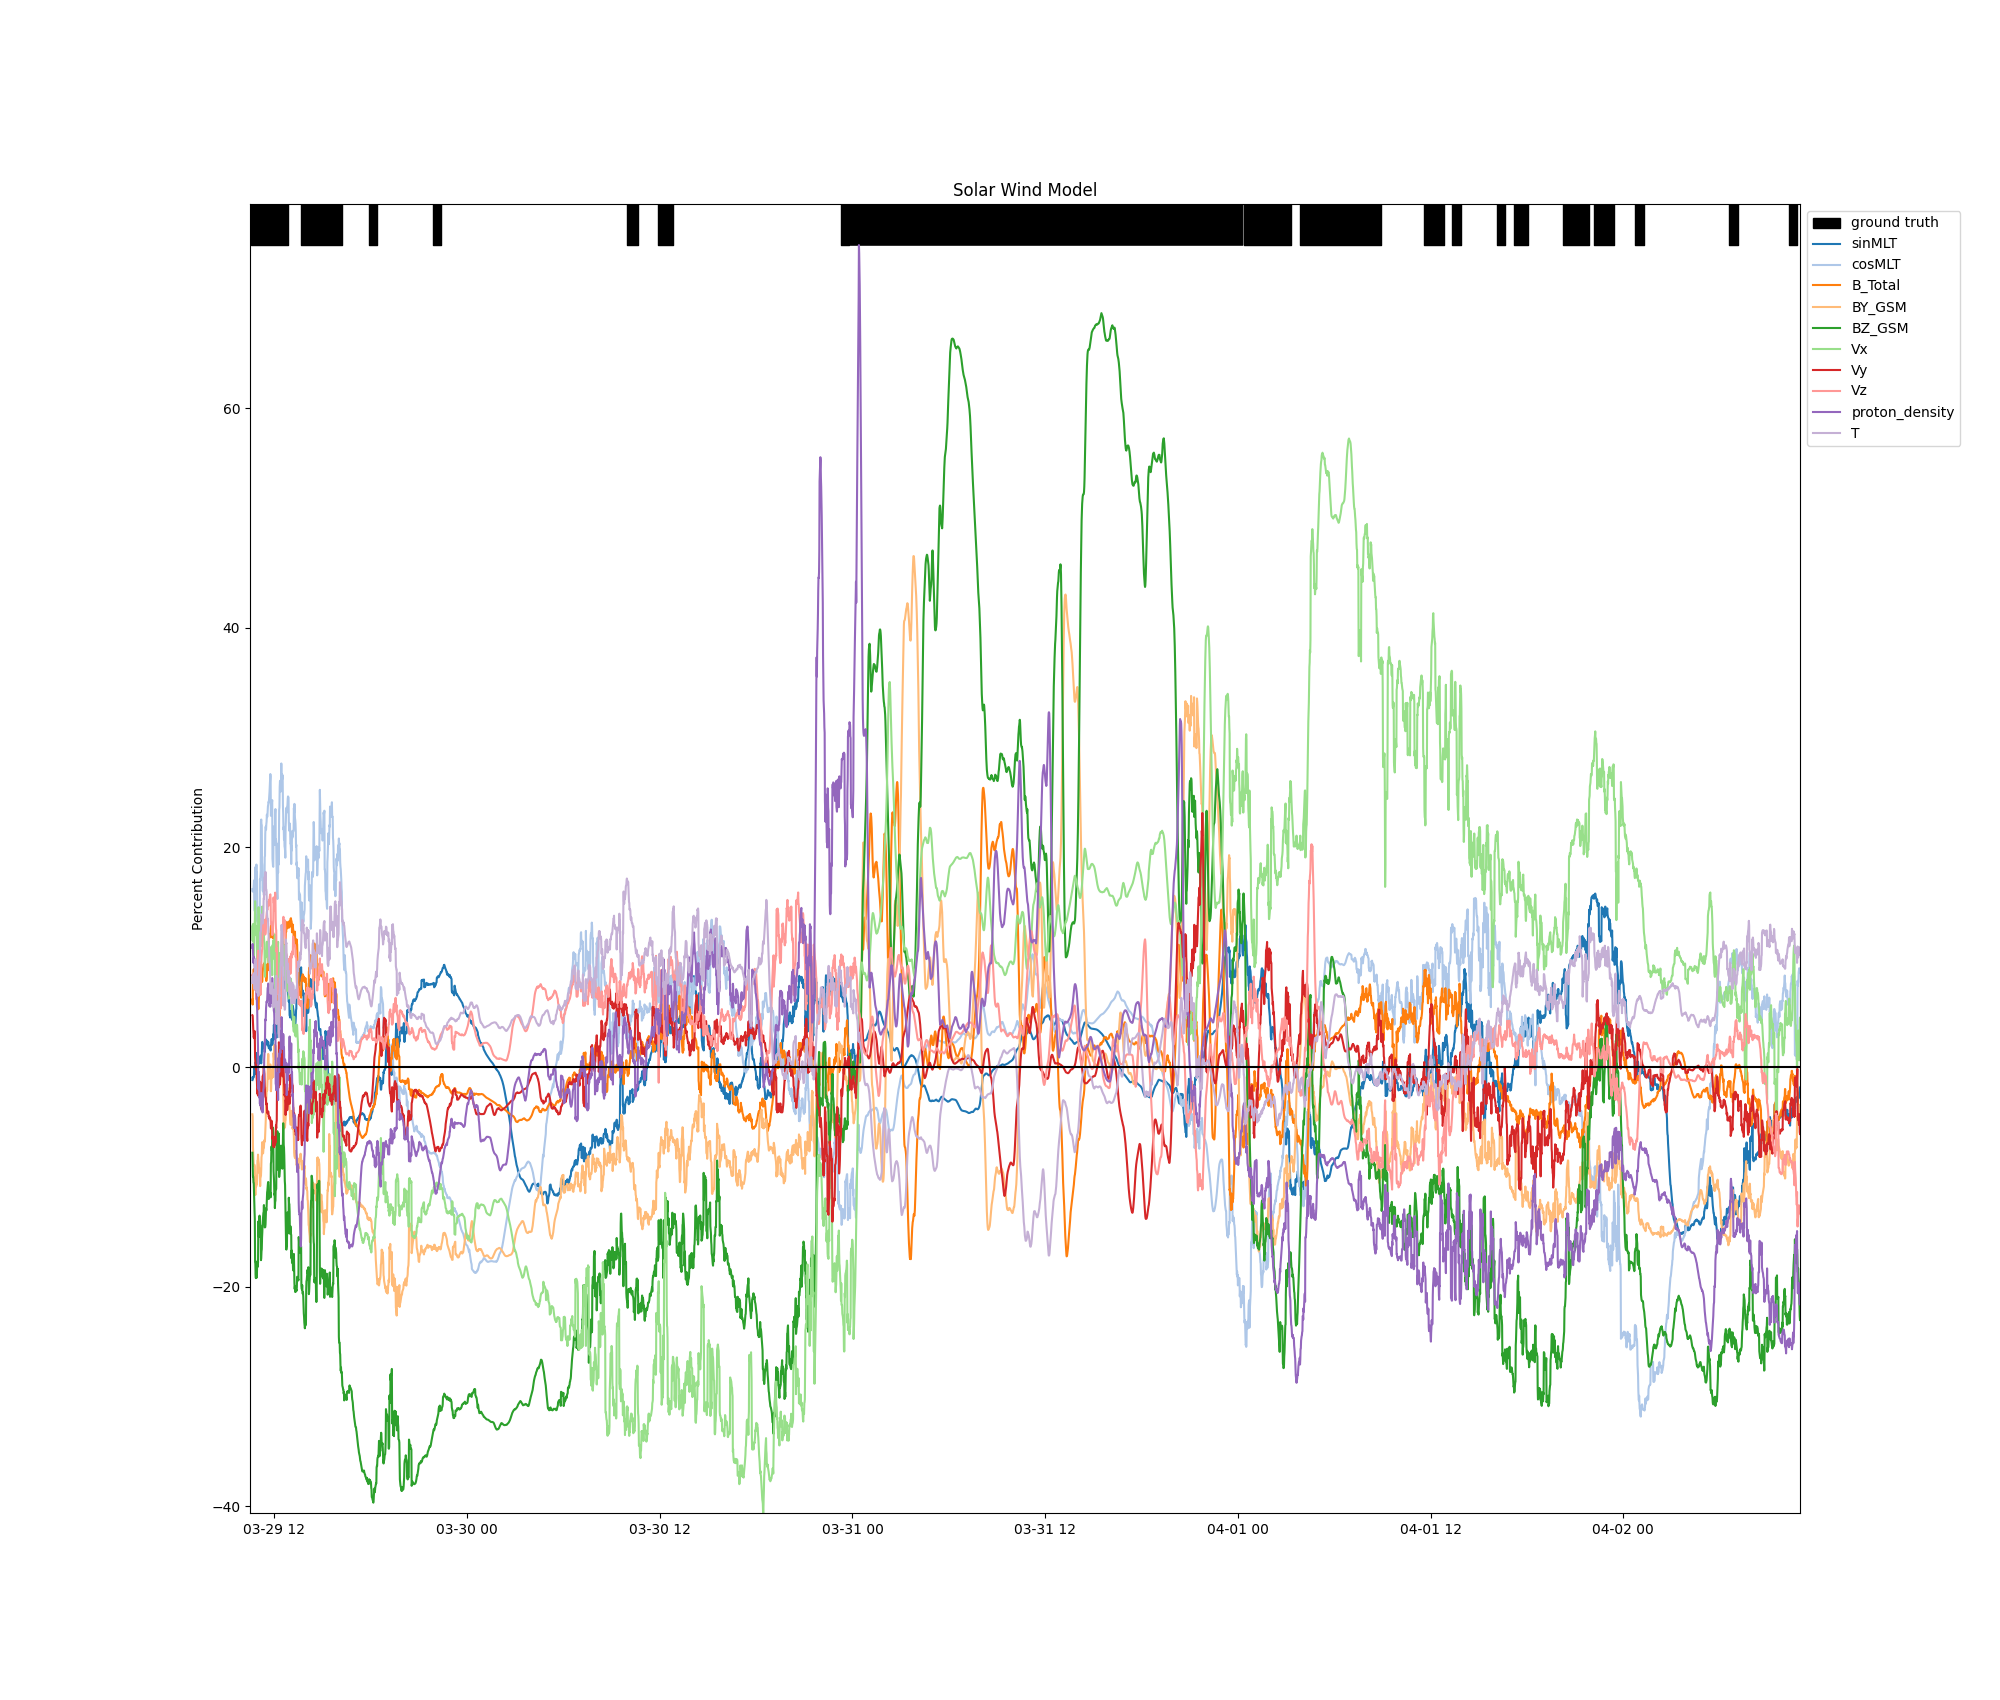 Solar Wind Model
ground truth
sinMLT
cosMLT
B_Total
BY_GSM
BZ_GSM
Vx
Vy
Vz
proton_density
T
Percent Contribution
60
40
20
0
−20
−40
03-29 12
03-30 00
03-30 12
03-31 00
03-31 12
04-01 00
04-01 12
04-02 00